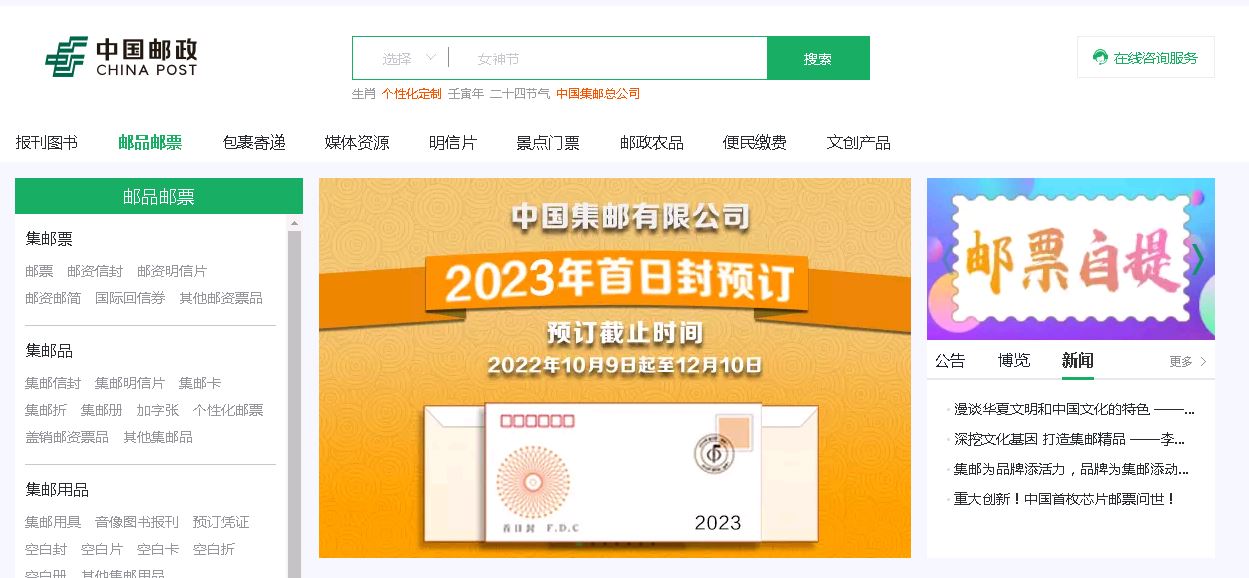 中国邮政
CHINA POST
选择 女神节 搜索
在线咨询服务
生肖 个性化定制 壬寅年 二十四节气 中国集邮总公司
报刊图书 邮品邮票 包裹寄递 媒体资源 明信片 景点门票 邮政农品 便民缴费 文创产品
邮品邮票
集邮票
邮票 邮资信封 邮资明信片
邮资邮简 国际回信券 其他邮资票品
集邮品
集邮信封 集邮明信片 集邮卡
集邮折 集邮册 加字张 个性化邮票
盖销邮资票品 其他集邮品
集邮用品
集邮用具 音像图书报刊 预订凭证
空白封 空白片 空白卡 空白折
空白册 其他集邮用品
中国集邮有限公司
2023年首日封预订
预订截止时间
2022年10月9日起至12月10日
首日封 F.D.C
2023
邮票自提
公告 博览 新闻 更多
漫谈华夏文明和中国文化的特色 ——...
深挖文化基因 打造集邮精品 ——李...
集邮为品牌添活力，品牌为集邮添动...
重大创新！中国首枚芯片邮票问世！